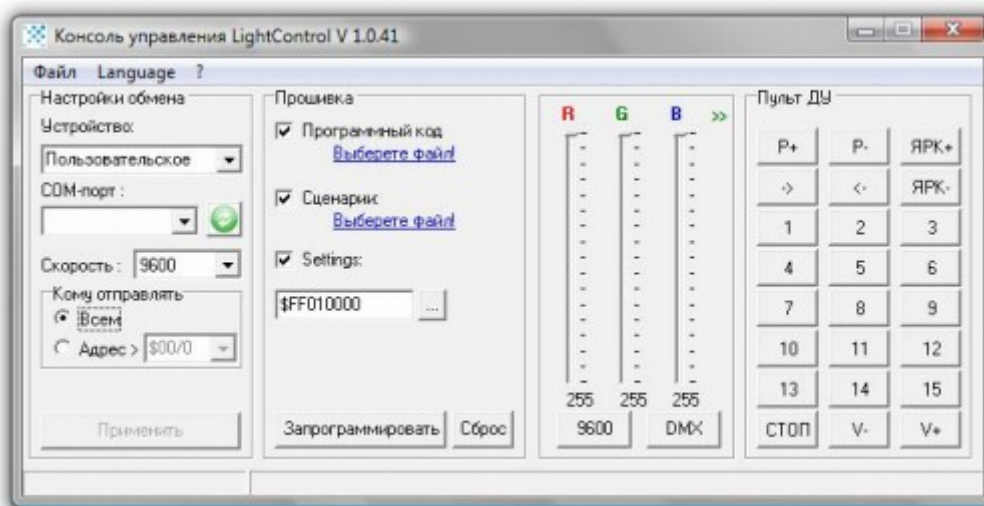 Консоль управления LightControl V 1.0.41
Файл Language ?
Настройки обмена
Устройство:
Пользовательское
COM-порт :
Скорость : 9600
Кому отправлять
Всем
Адрес > $00/0
Применить
Прошивка
Программный код
Выберете файл!
Сценарии:
Выберете файл!
Settings:
$FF010000 ...
Запрограммировать Сброс
R G B >>
255 255 255
9600 DMX
Пульт ДУ
P+ P- ЯРК+
-> <- ЯРК-
1 2 3
4 5 6
7 8 9
10 11 12
13 14 15
СТОП V- V+